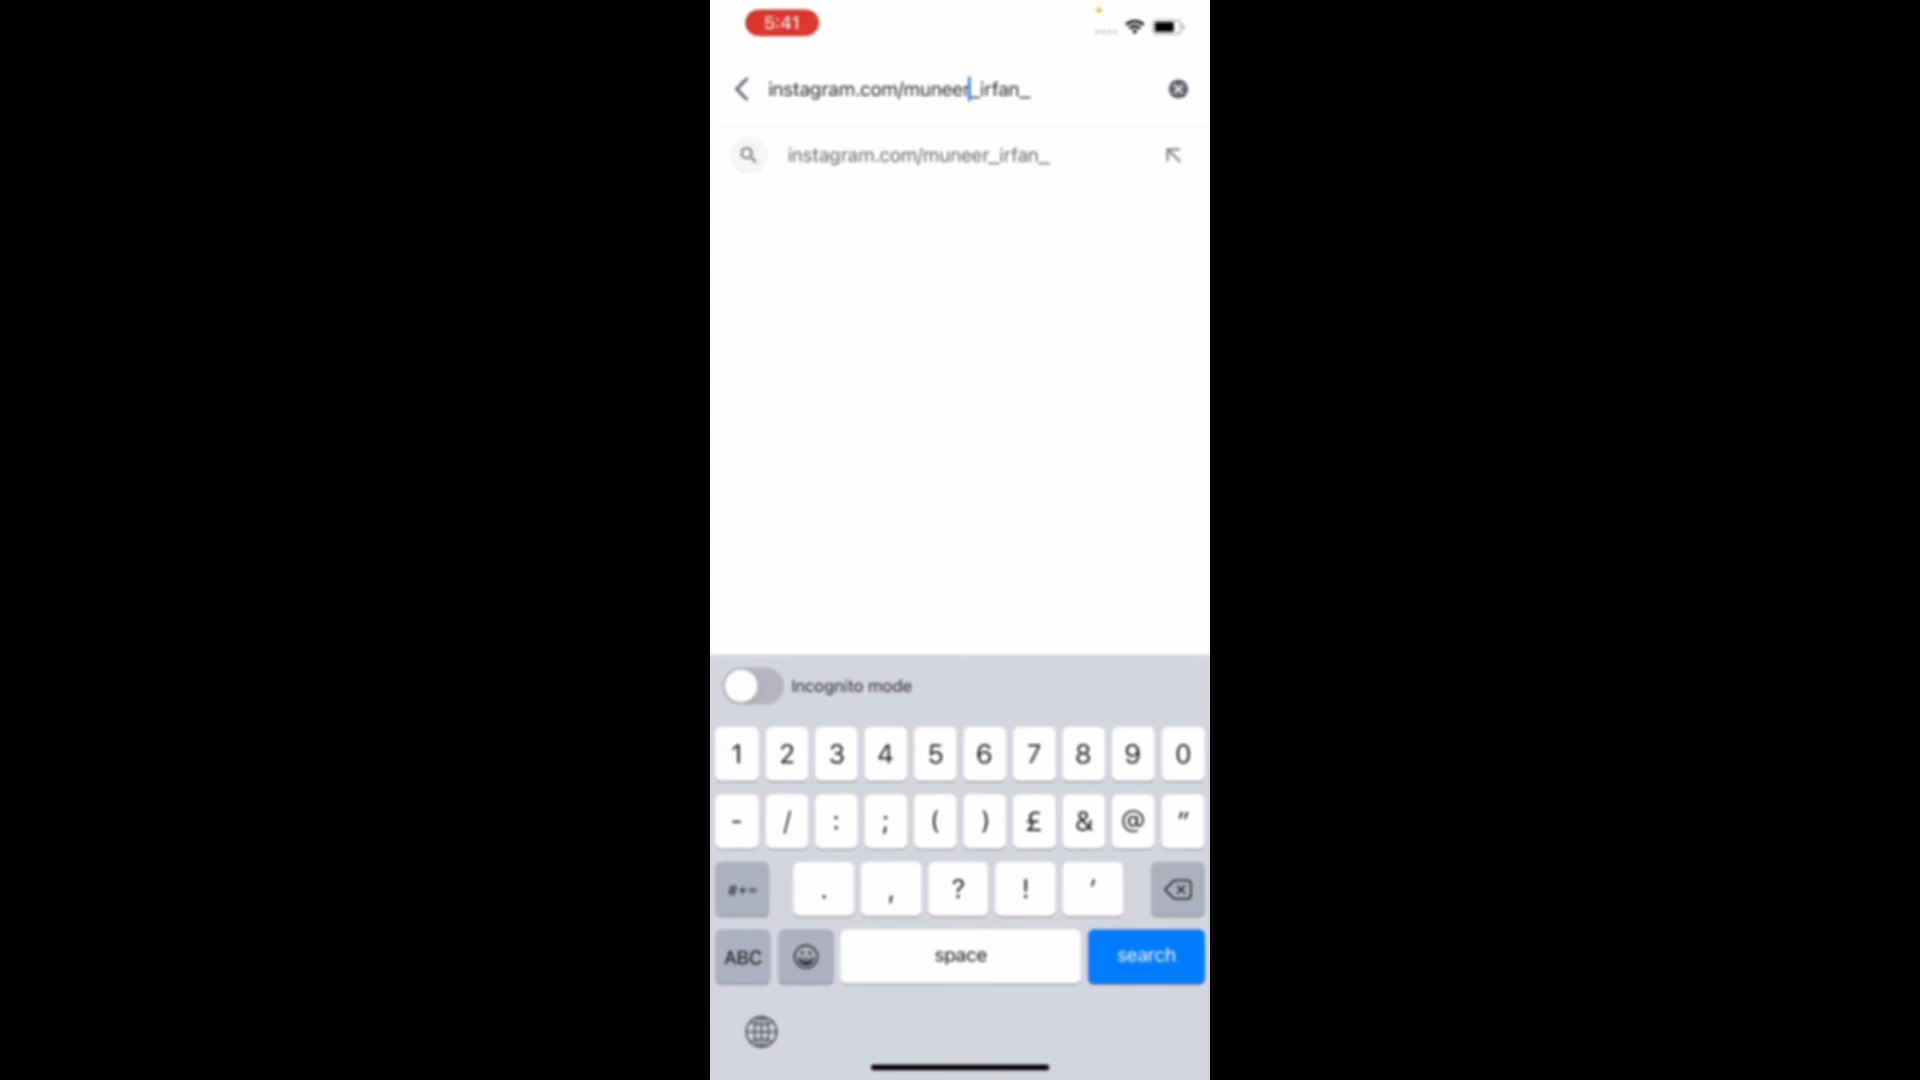 5:41
instagram.com/muneer_irfan_
instagram.com/muneer_irfan_
Incognito mode
1 2 3 4 5 6 7 8 9 0
- / : ; ( ) £ & @ "
#+= . , ? ! '
ABC space search